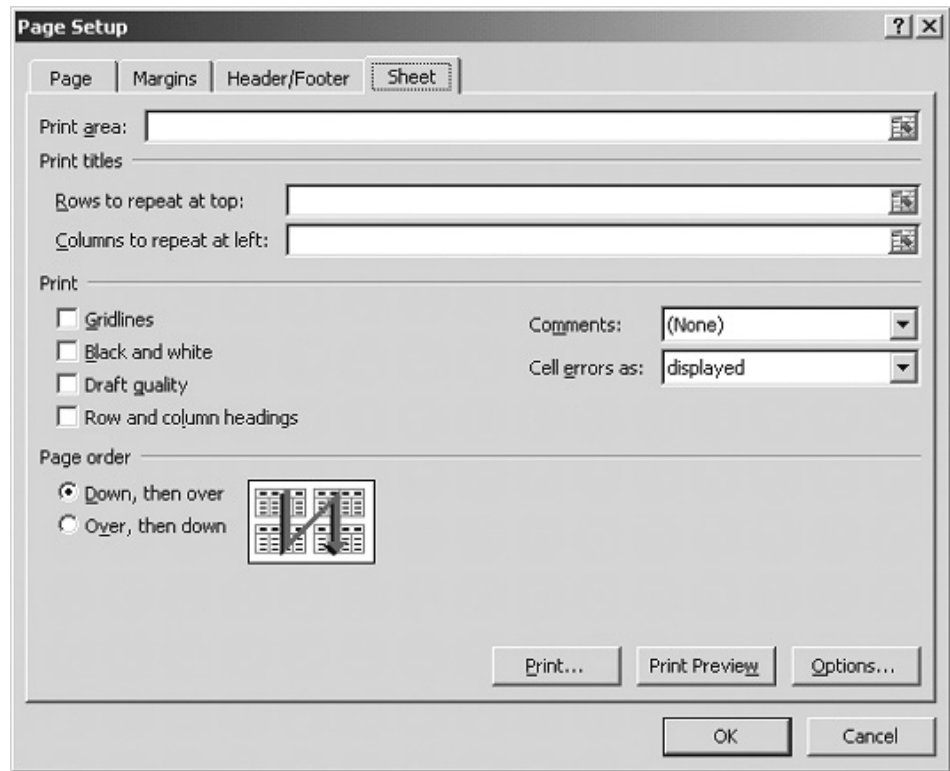 Page Setup
Page Margins Header/Footer Sheet
Print area:
Print titles
Rows to repeat at top:
Columns to repeat at left:
Print
Gridlines
Black and white
Draft quality
Row and column headings
Comments: (None)
Cell errors as: displayed
Page order
Down, then over
Over, then down
Print... Print Preview Options...
OK Cancel